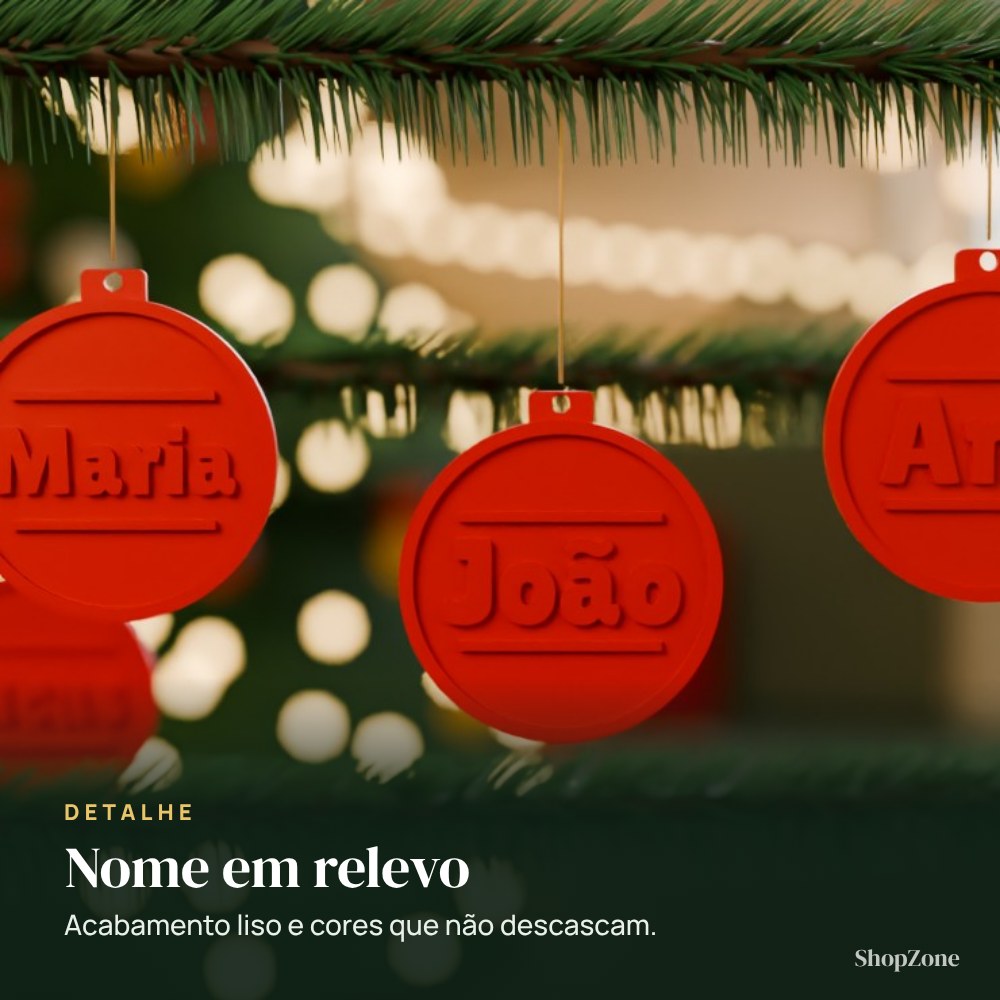 Maria
João
DETALHE
Nome em relevo
Acabamento liso e cores que não descascam.
ShopZone